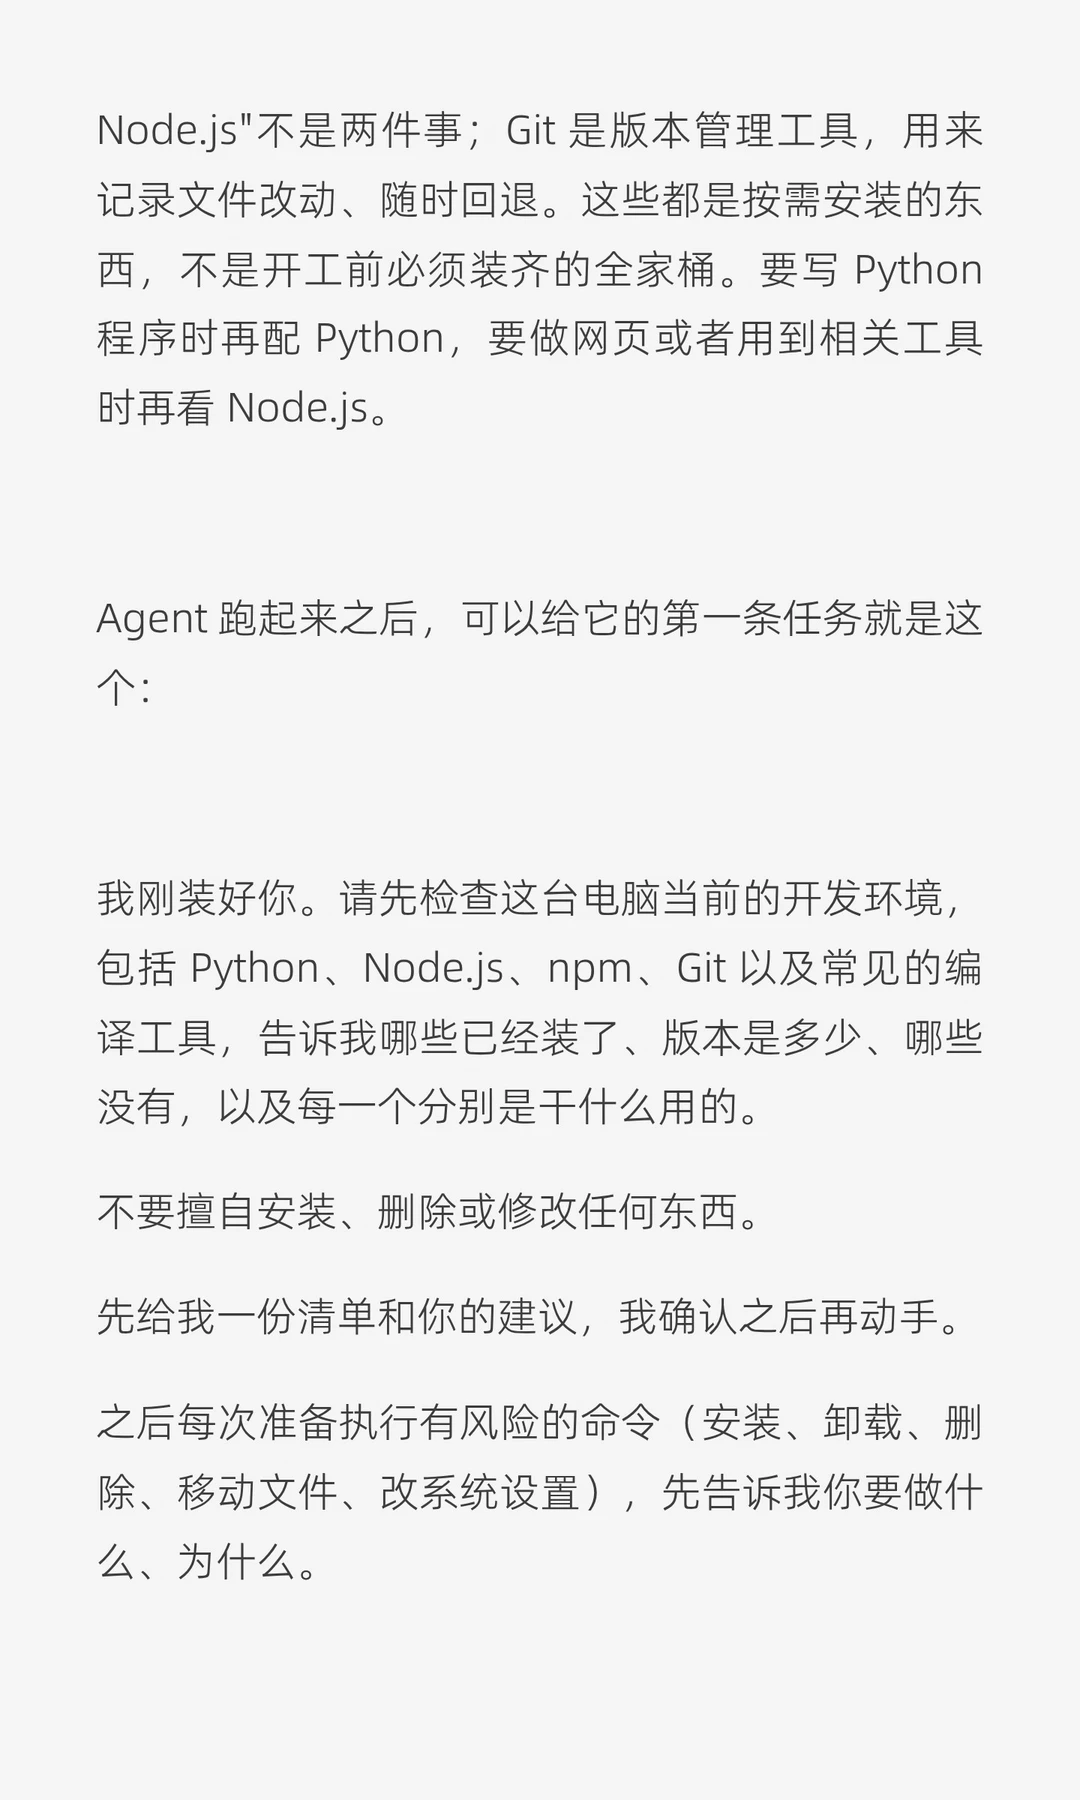 Node.js"不是两件事；Git 是版本管理工具，用来
记录文件改动、随时回退。这些都是按需安装的东
西，不是开工前必须装齐的全家桶。要写 Python
程序时再配 Python，要做网页或者用到相关工具
时再看 Node.js。
Agent 跑起来之后，可以给它的第一条任务就是这
个：
我刚装好你。请先检查这台电脑当前的开发环境，
包括 Python、Node.js、npm、Git 以及常见的编
译工具，告诉我哪些已经装了、版本是多少、哪些
没有，以及每一个分别是干什么用的。
不要擅自安装、删除或修改任何东西。
先给我一份清单和你的建议，我确认之后再动手。
之后每次准备执行有风险的命令（安装、卸载、删
除、移动文件、改系统设置），先告诉我你要做什
么、为什么。